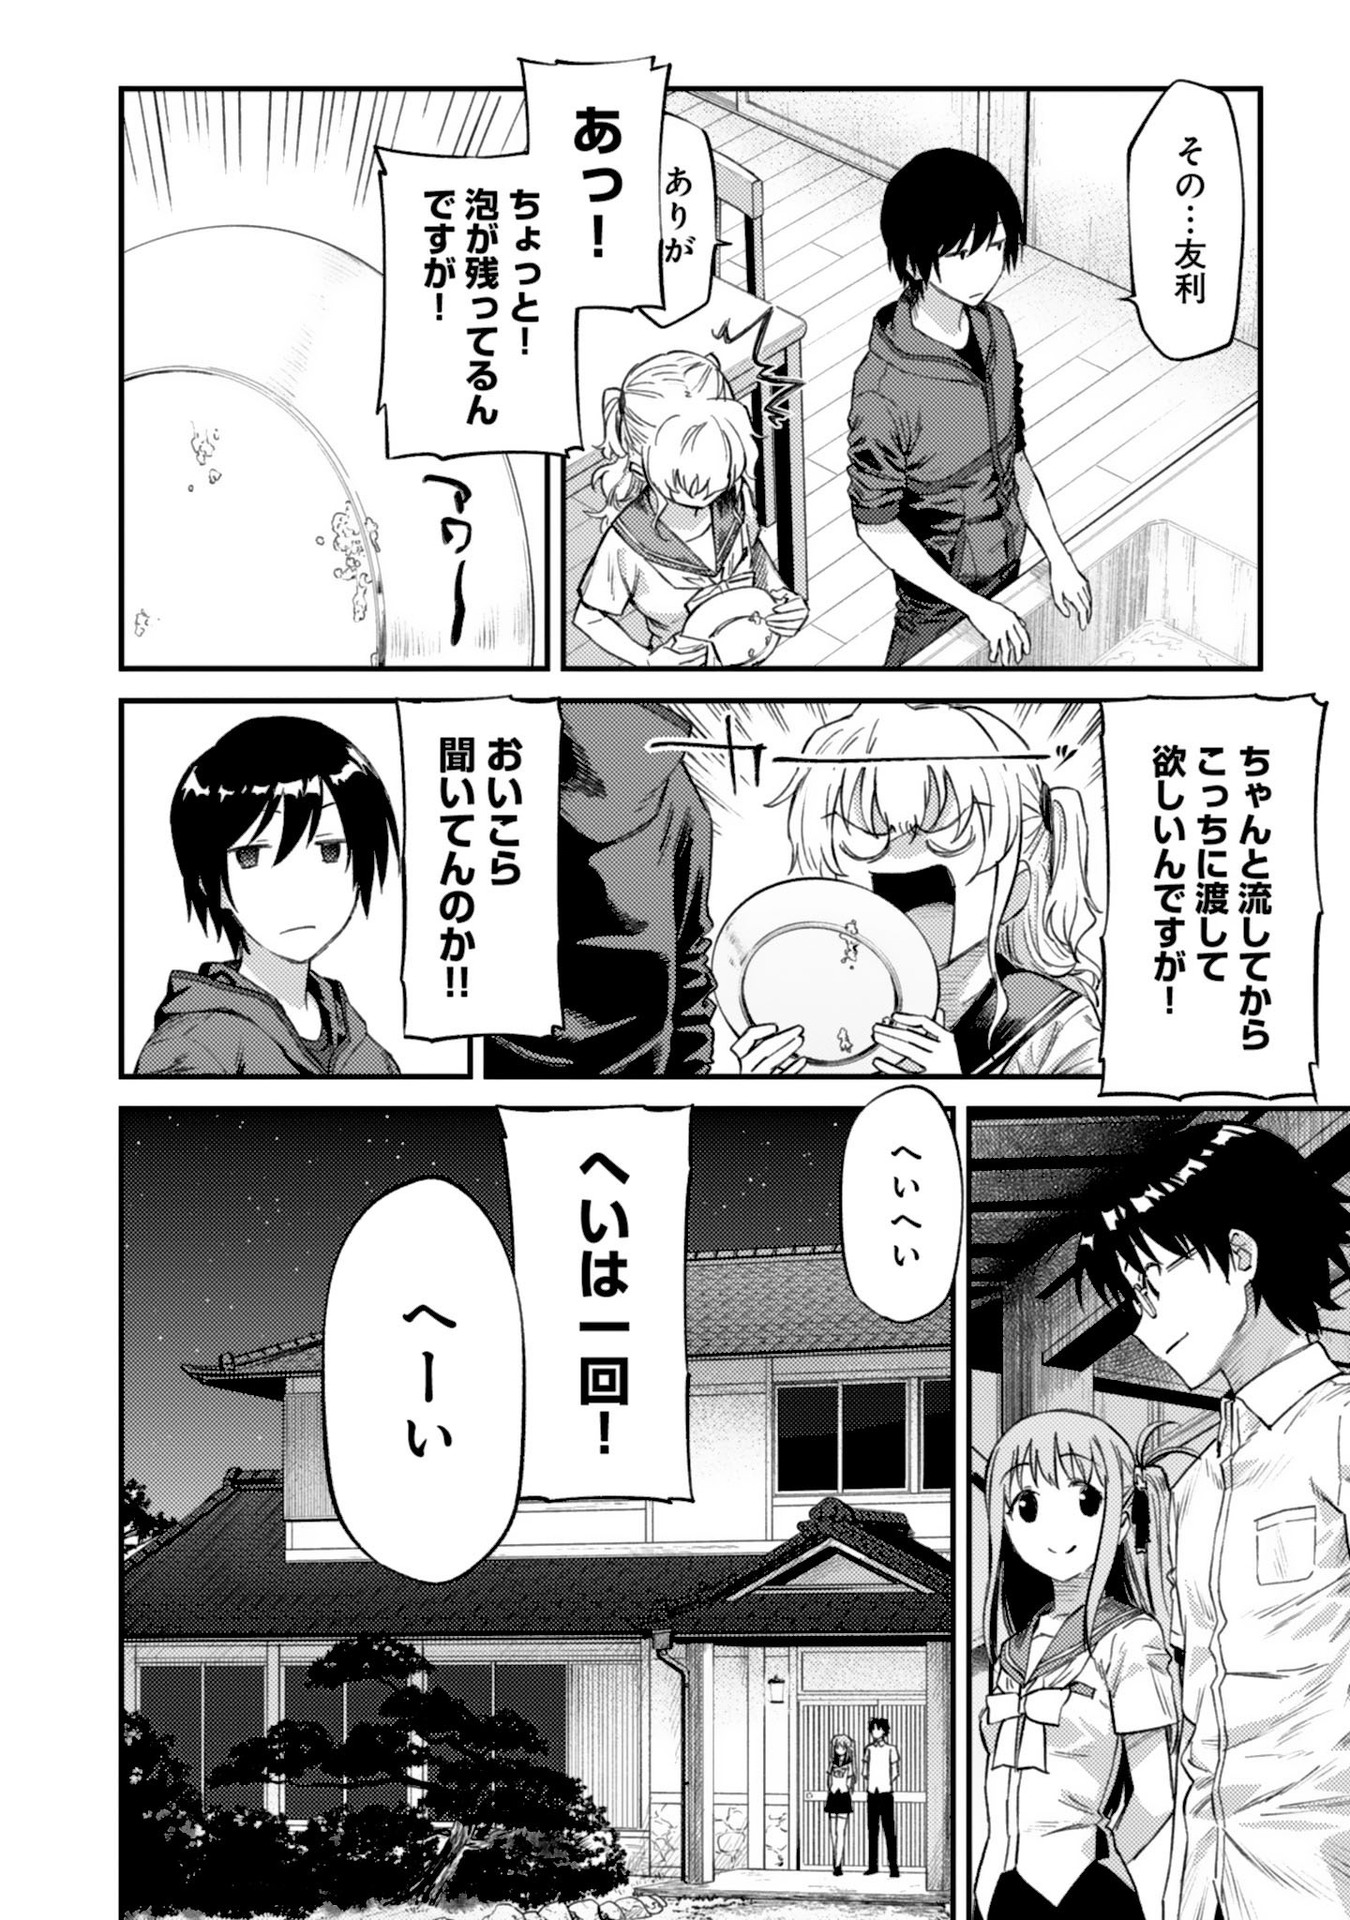 その…友利
ありが
あっ！
ちょっと！
泡が残ってるん
ですが！
アワー
ちゃんと流してから
こっちに渡して
欲しいんですが！
おいこら
聞いてんのか!!
へいへい
へいは一回！
へーい